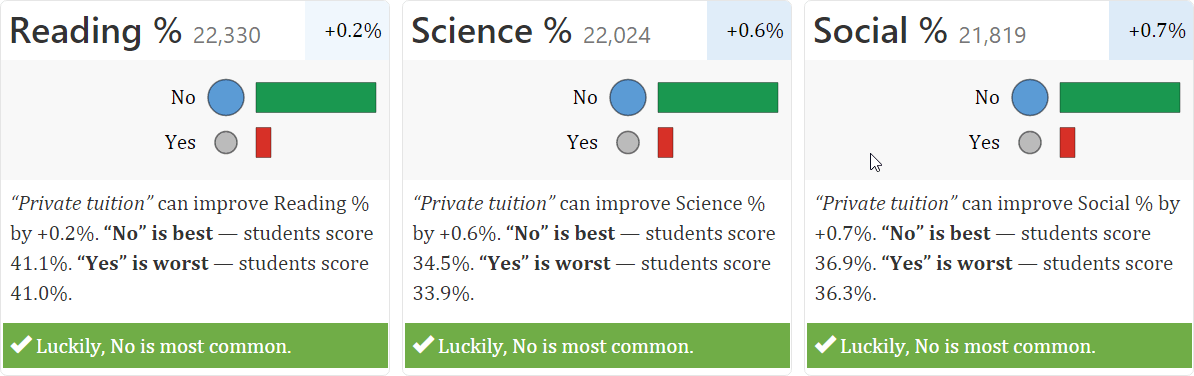 Reading % 22,330 +0.2%
No
Yes
“Private tuition” can improve Reading %
by +0.2%. “No” is best — students score
41.1%. “Yes” is worst — students score
41.0%.
Luckily, No is most common.
Science % 22,024 +0.6%
No
Yes
“Private tuition” can improve Science %
by +0.6%. “No” is best — students score
34.5%. “Yes” is worst — students score
33.9%.
Luckily, No is most common.
Social % 21,819 +0.7%
No
Yes
“Private tuition” can improve Social % by
+0.7%. “No” is best — students score
36.9%. “Yes” is worst — students score
36.3%.
Luckily, No is most common.